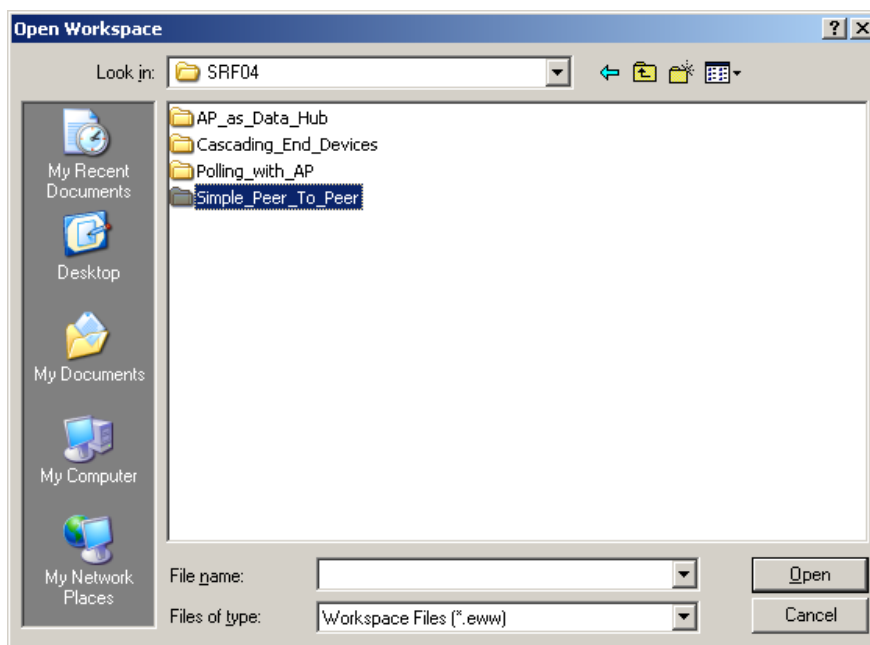 Open Workspace
?
Look in:
SRF04
AP_as_Data_Hub
Cascading_End_Devices
Polling_with_AP
Simple_Peer_To_Peer
My Recent
Documents
Desktop
My Documents
My Computer
My Network
Places
File name:
Open
Files of type:
Workspace Files (*.eww)
Cancel